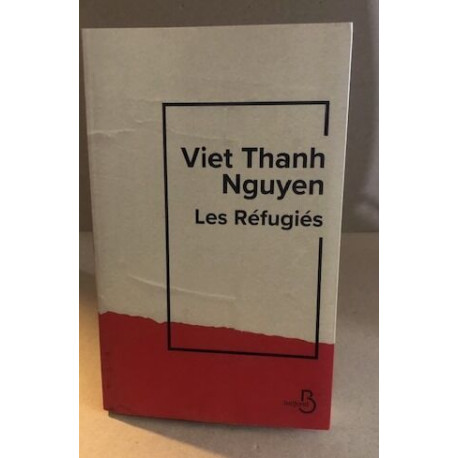 Viet Thanh
Nguyen
Les Réfugiés